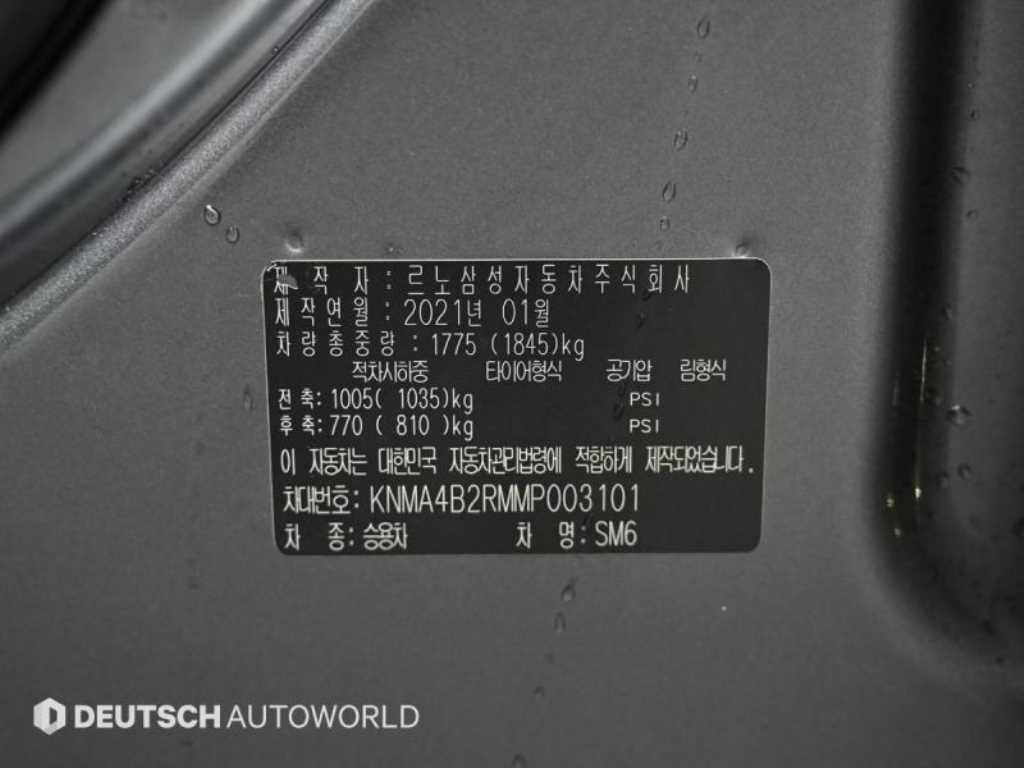 제 작 자 : 르노삼성자동차주식회사
제작연월 : 2021년 01월
차량총중량 : 1775 (1845)kg
적차시하중 타이어형식 공기압 림형식
전 축: 1005( 1035)kg PSI
후 축: 770 ( 810 )kg PSI
이 자동차는 대한민국 자동차관리법령에 적합하게 제작되었습니다.
차대번호: KNMA4B2RMMP003101
차 종: 승용차 차 명: SM6
DEUTSCH AUTOWORLD